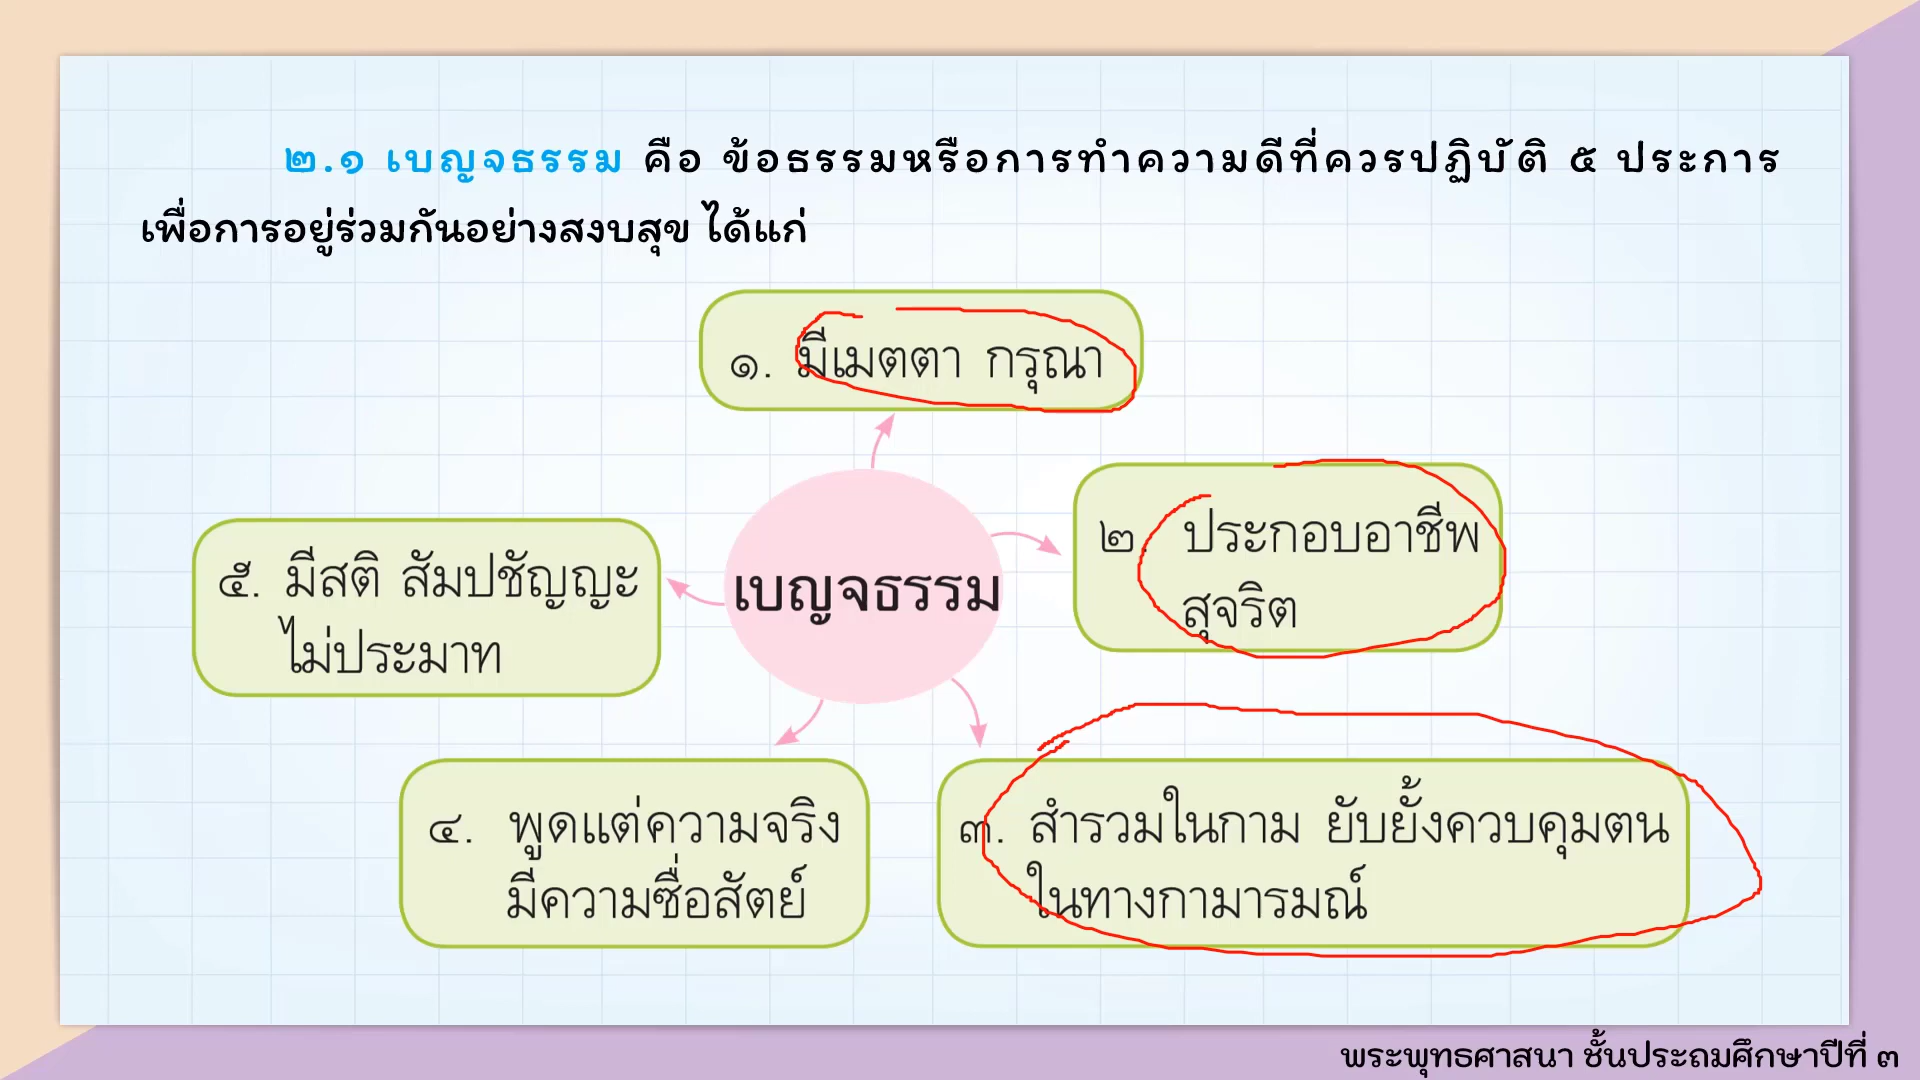 ๒.๑ เบญจธรรม คือ ข้อธรรมหรือการทำความดีที่ควรปฏิบัติ ๕ ประการ
เพื่อการอยู่ร่วมกันอย่างสงบสุข ได้แก่
๑. มีเมตตา กรุณา
๒. ประกอบอาชีพ
สุจริต
๓. สำรวมในกาม ยับยั้งควบคุมตน
ในทางกามารมณ์
๔. พูดแต่ความจริง
มีความซื่อสัตย์
๕. มีสติ สัมปชัญญะ
ไม่ประมาท
เบญจธรรม
พระพุทธศาสนา ชั้นประถมศึกษาปีที่ ๓